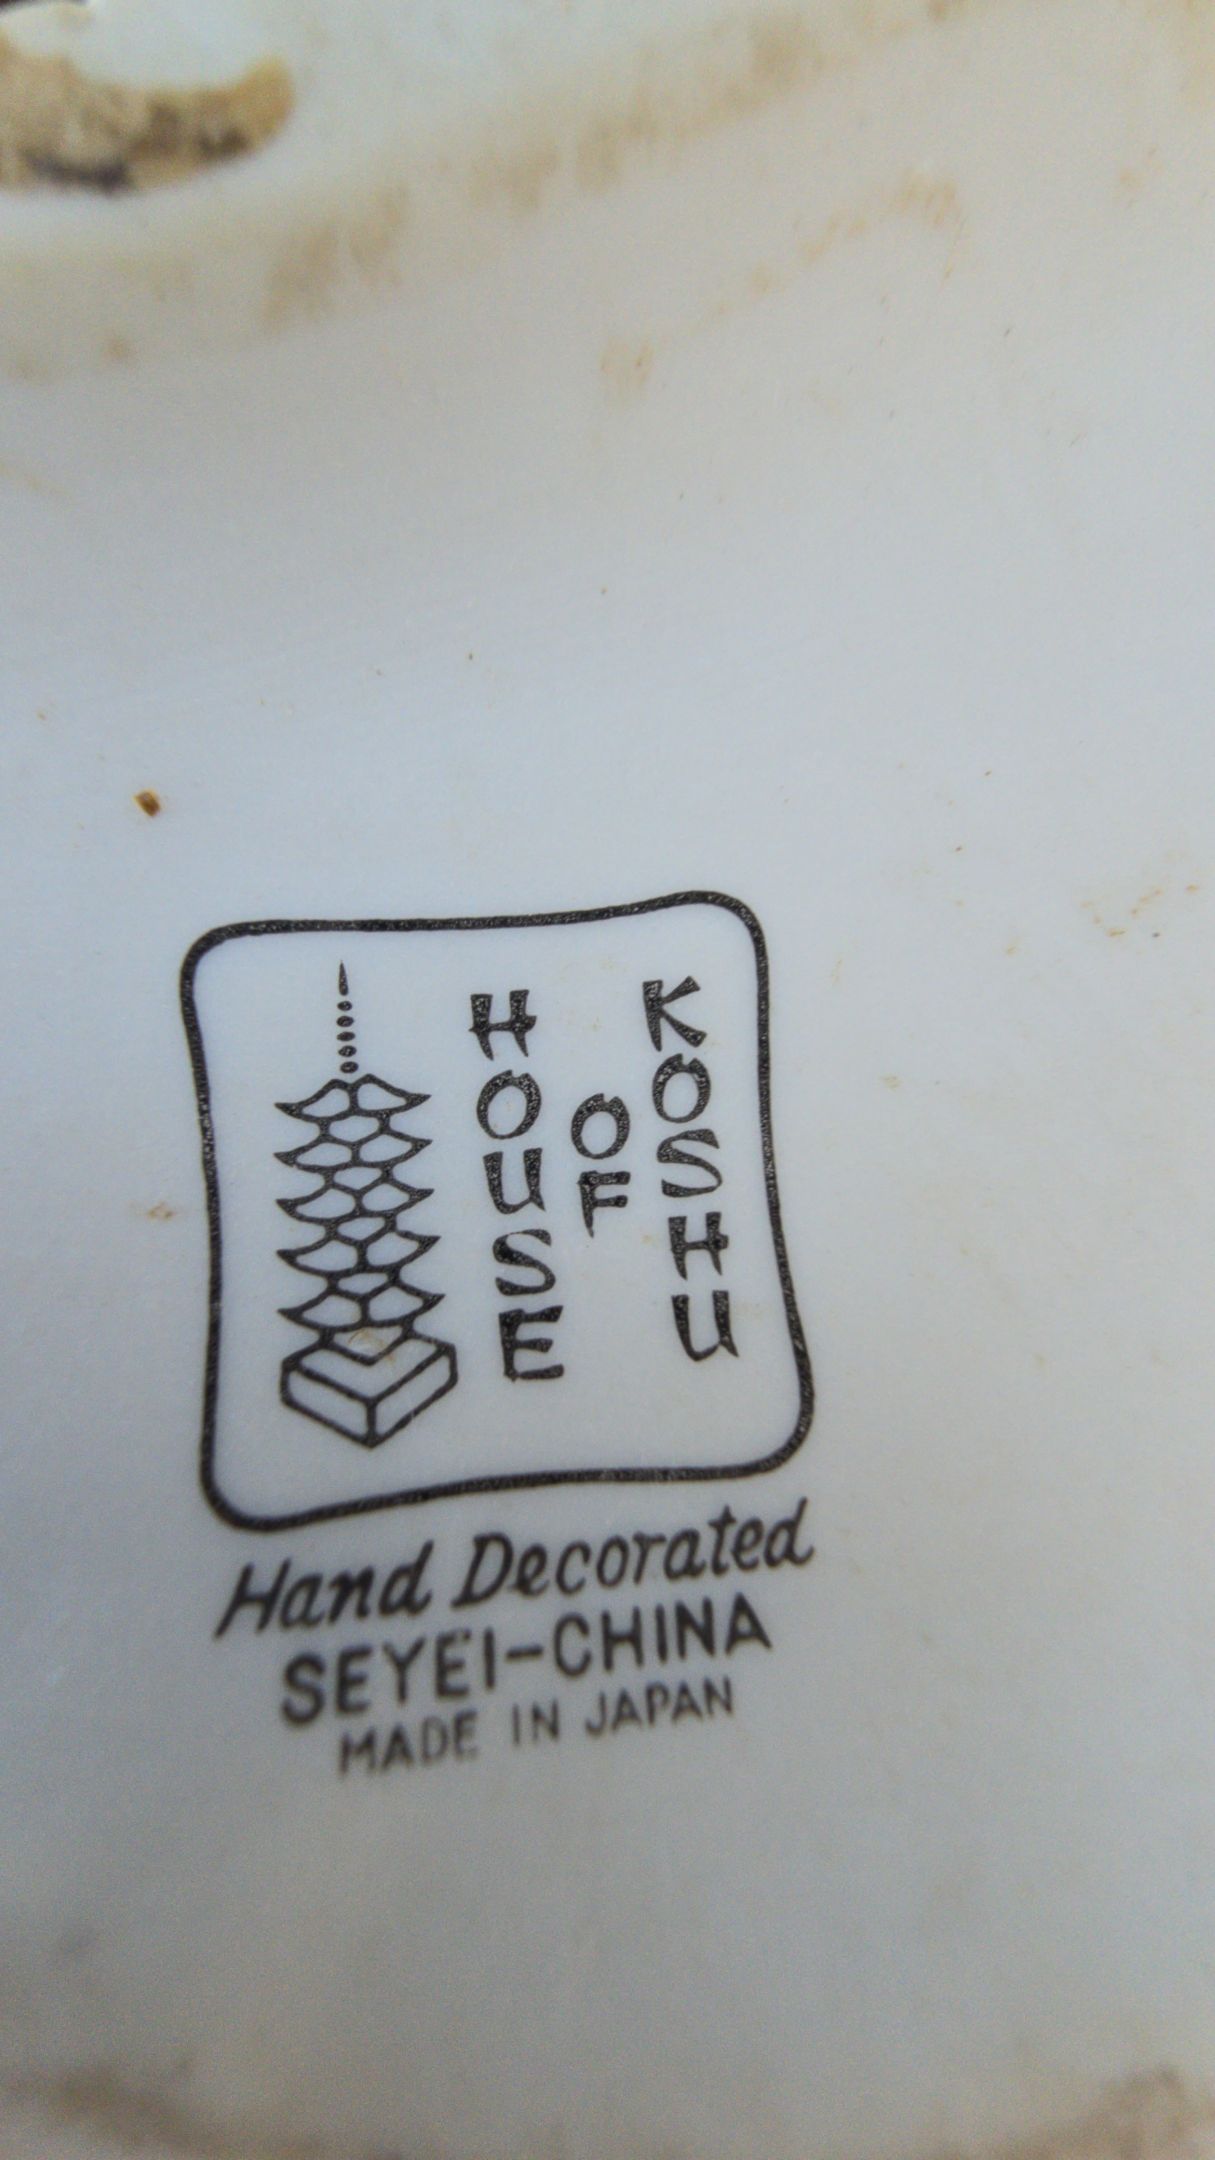 HOUSE
OF
KOSHU
Hand Decorated
SEYEI-CHINA
MADE IN JAPAN